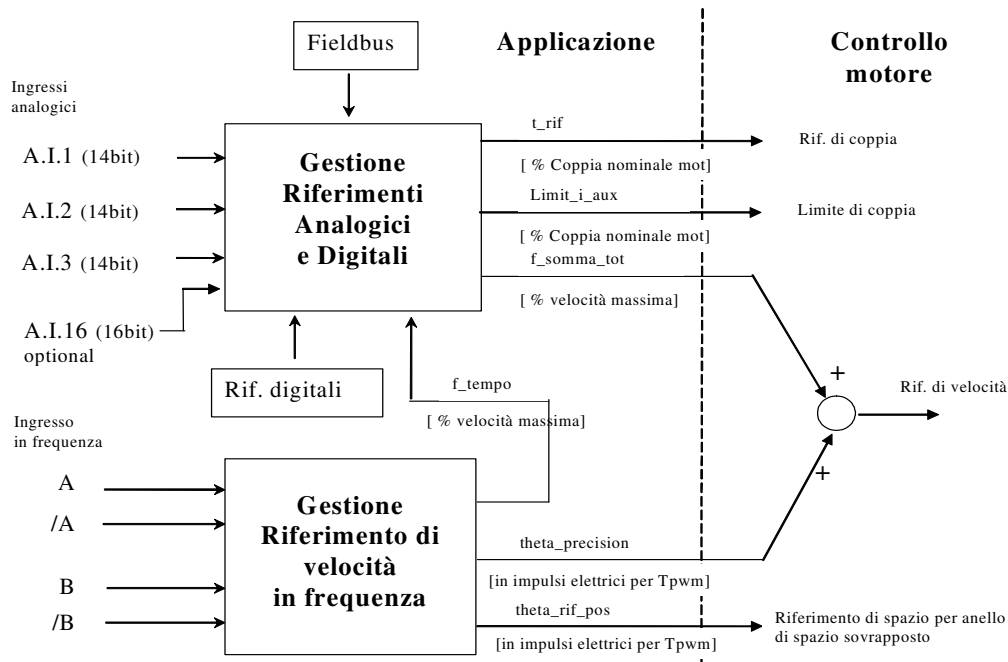 Fieldbus
Applicazione
Controllo
motore
Ingressi
analogici
A.I.1 (14bit)
A.I.2 (14bit)
A.I.3 (14bit)
A.I.16 (16bit)
optional
Gestione
Riferimenti
Analogici
e Digitali
t_rif
[ % Coppia nominale mot]
Limit_i_aux
[ % Coppia nominale mot]
f_somma_tot
[ % velocità massima]
Rif. di coppia
Limite di coppia
Rif. digitali
f_tempo
[ % velocità massima]
+
Rif. di velocità
+
Ingresso
in frequenza
A
/A
B
/B
Gestione
Riferimento di
velocità
in frequenza
theta_precision
[in impulsi elettrici per Tpwm]
theta_rif_pos
[in impulsi elettrici per Tpwm]
Riferimento di spazio per anello
di spazio sovrapposto